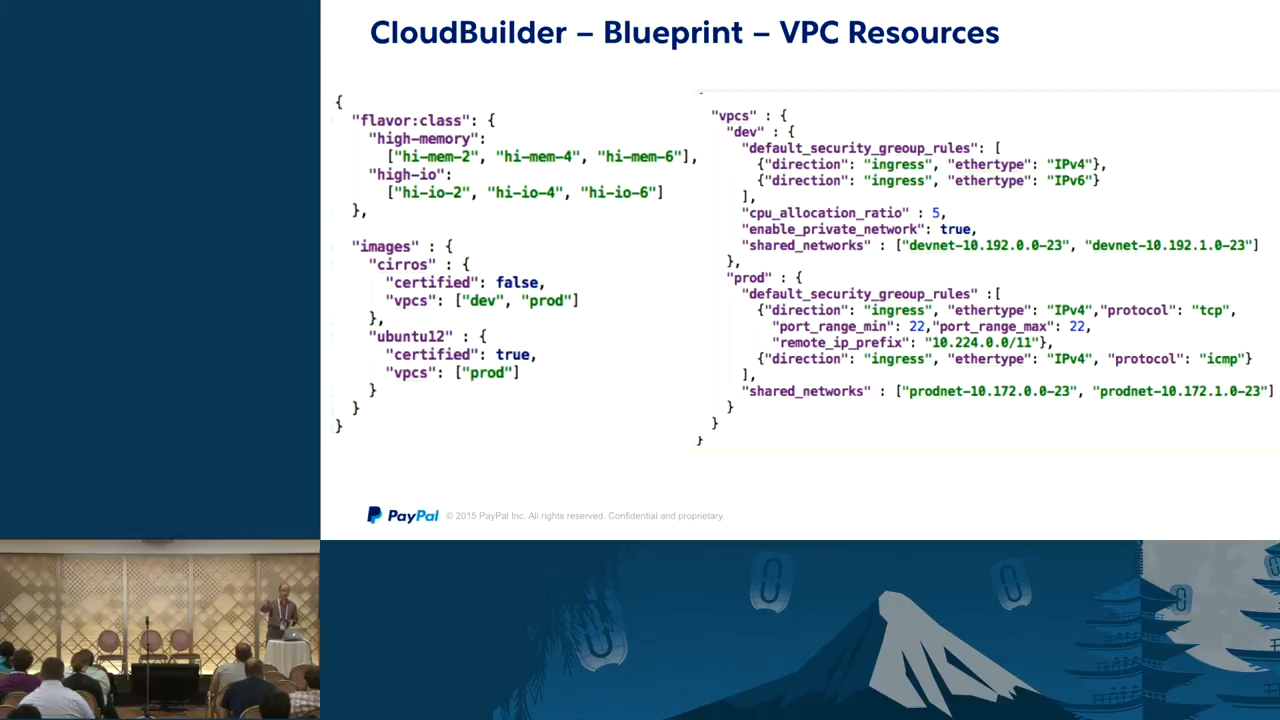 CloudBuilder – Blueprint – VPC Resources
{
"flavor:class": {
"high-memory":
["hi-mem-2", "hi-mem-4", "hi-mem-6"],
"high-io":
["hi-io-2", "hi-io-4", "hi-io-6"]
},
"images" : {
"cirros" : {
"certified": false,
"vpcs": ["dev", "prod"]
},
"ubuntu12" : {
"certified": true,
"vpcs": ["prod"]
}
}
}
"vpcs" : {
"dev" : {
"default_security_greoup_rules": [
{"direction": "ingress", "ethertype": "IPv4"},
{"direction": "ingress", "ethertype": "IPv6"}
],
"cpu_allocation_ratio" : 5,
"enable_private_network": true,
"shared_networks" : ["devnet-10.192.0.0-23", "devnet-10.192.1.0-23"]
},
"prod" : {
"default_security_greoup_rules" :[
{"direction": "ingress", "ethertype": "IPv4","protocol": "tcp",
"port_range_min": 22,"port_range_max": 22,
"remote_ip_prefix": "10.224.0.0/11"},
{"direction": "ingress", "ethertype": "IPv4", "protocol": "icmp"}
],
"shared_networks" : ["prodnet-10.172.0.0-23", "prodnet-10.172.1.0-23"]
}
}
}
PayPal © 2015 PayPal Inc. All rights reserved. Confidential and proprietary.